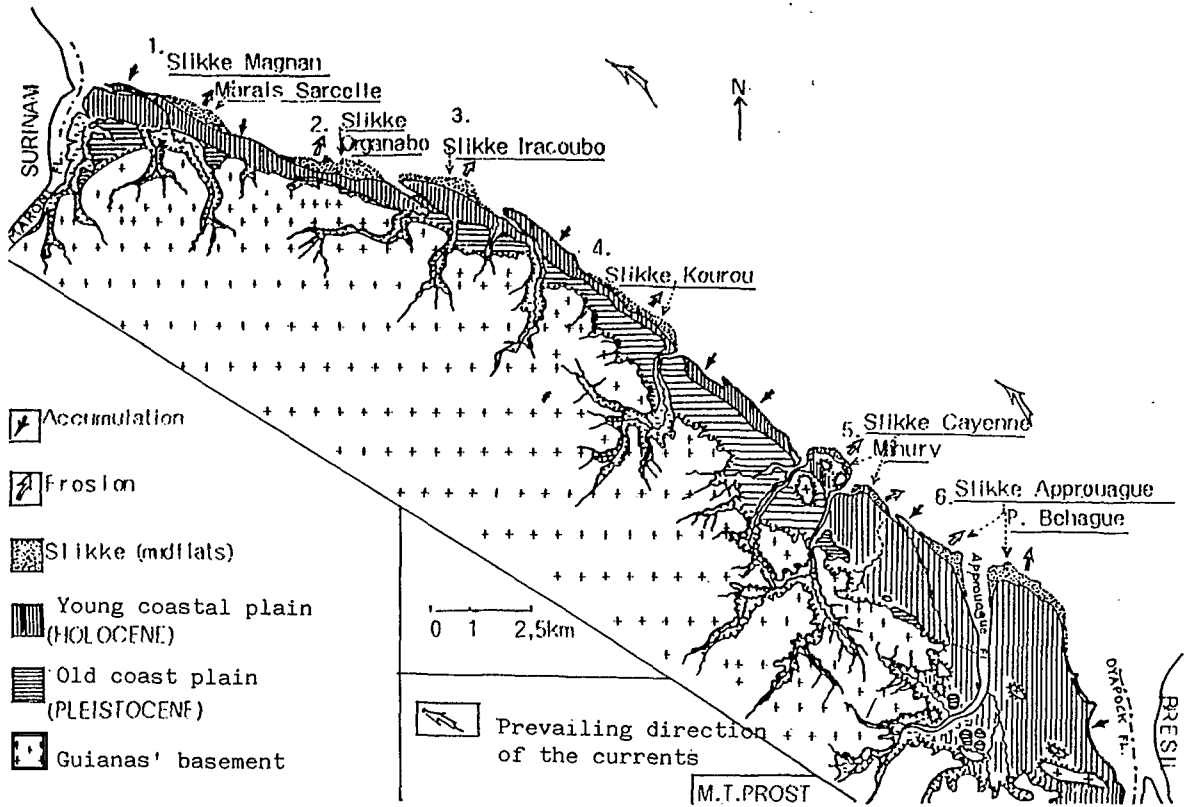 1.
Slikke Magnan
Marais Sarcelle
2.
Slikke
Organabo
3.
Slikke Iracoubo
N
SURINAM
4.
Slikke Kourou
5. Slikke Cayenne
6. Slikke Approuague
P. Behague
Approuague Fl.
OYAPOCK FL.
BRESIL
Accumulation
Erosion
Slikke (mudflats)
Young coastal plain
(HOLOCENE)
Old coast plain
(PLEISTOCENE)
Guianas' basement
0 1 2,5km
Prevailing direction
of the currents
M.T.PROST